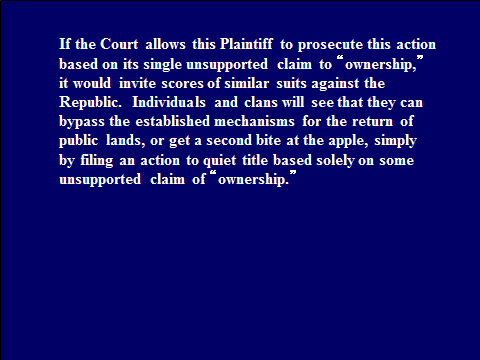 If the Court allows this Plaintiff to prosecute this action
based on its single unsupported claim to “ownership,”
it would invite scores of similar suits against the
Republic. Individuals and clans will see that they can
bypass the established mechanisms for the return of
public lands, or get a second bite at the apple, simply
by filing an action to quiet title based solely on some
unsupported claim of “ownership.”